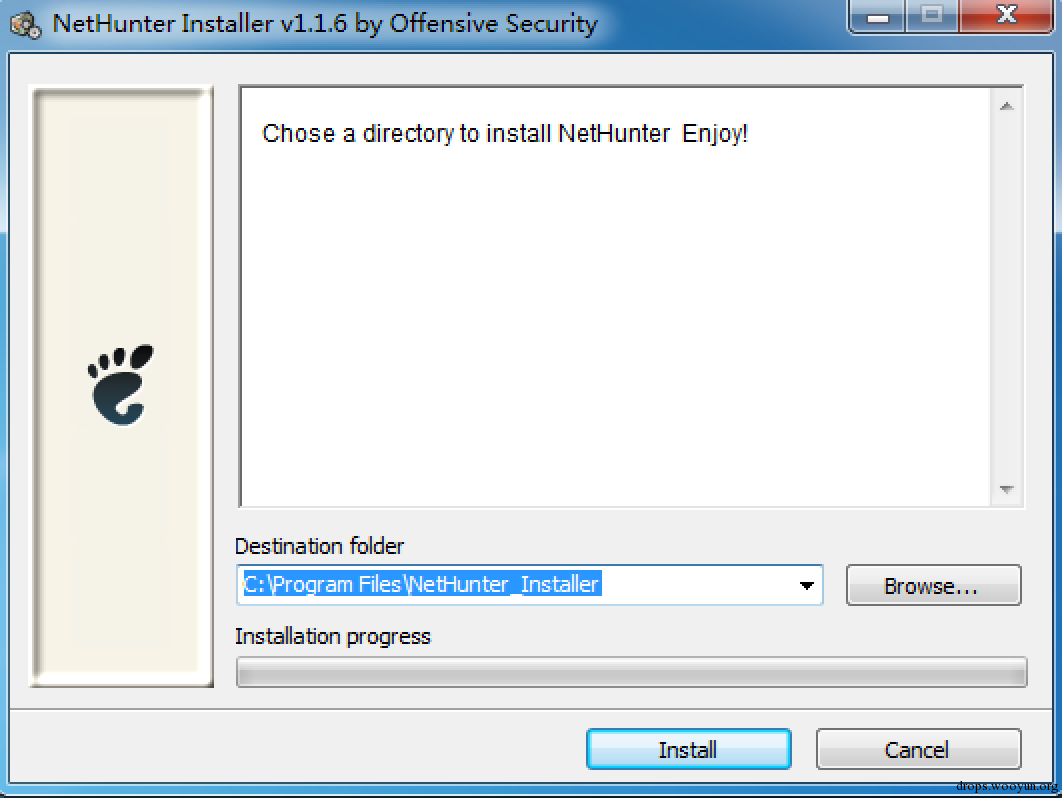 NetHunter Installer v1.1.6 by Offensive Security
Chose a directory to install NetHunter  Enjoy!
Destination folder
C:\Program Files\NetHunter_Installer
Browse...
Installation progress
Install
Cancel
drops.wooyun.org